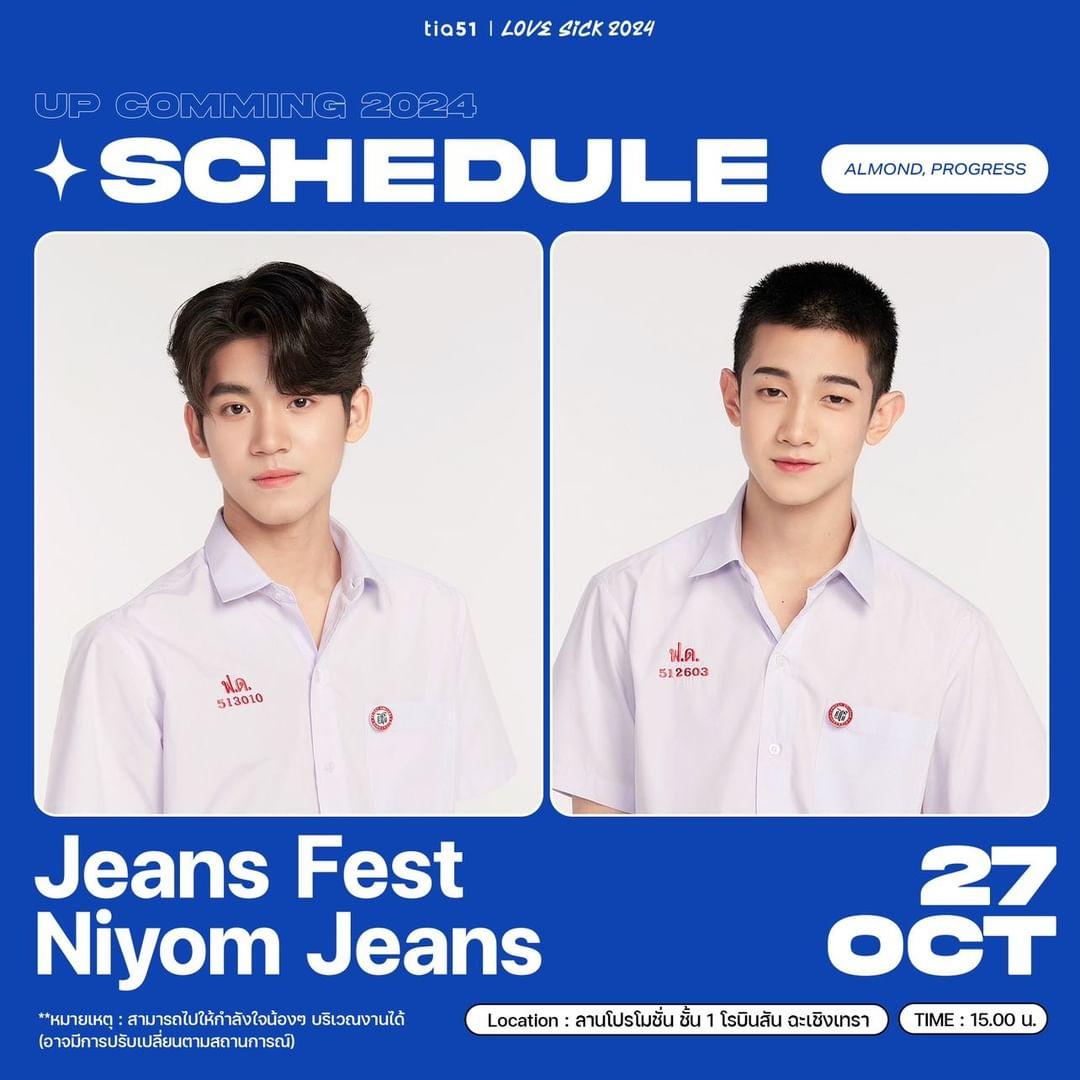 tia51 | LOVE SiCK 2024
UP COMMING 2024
SCHEDULE
ALMOND, PROGRESS
ฟ.ด.
513010
ฟ.ด.
512603
Jeans Fest
Niyom Jeans
27
OCT
**หมายเหตุ : สามารถไปให้กำลังใจน้องๆ บริเวณงานได้
(อาจมีการปรับเปลี่ยนตามสถานการณ์)
Location : ลานโปรโมชั่น ชั้น 1 โรบินสัน ฉะเชิงเทรา
TIME : 15.00 น.